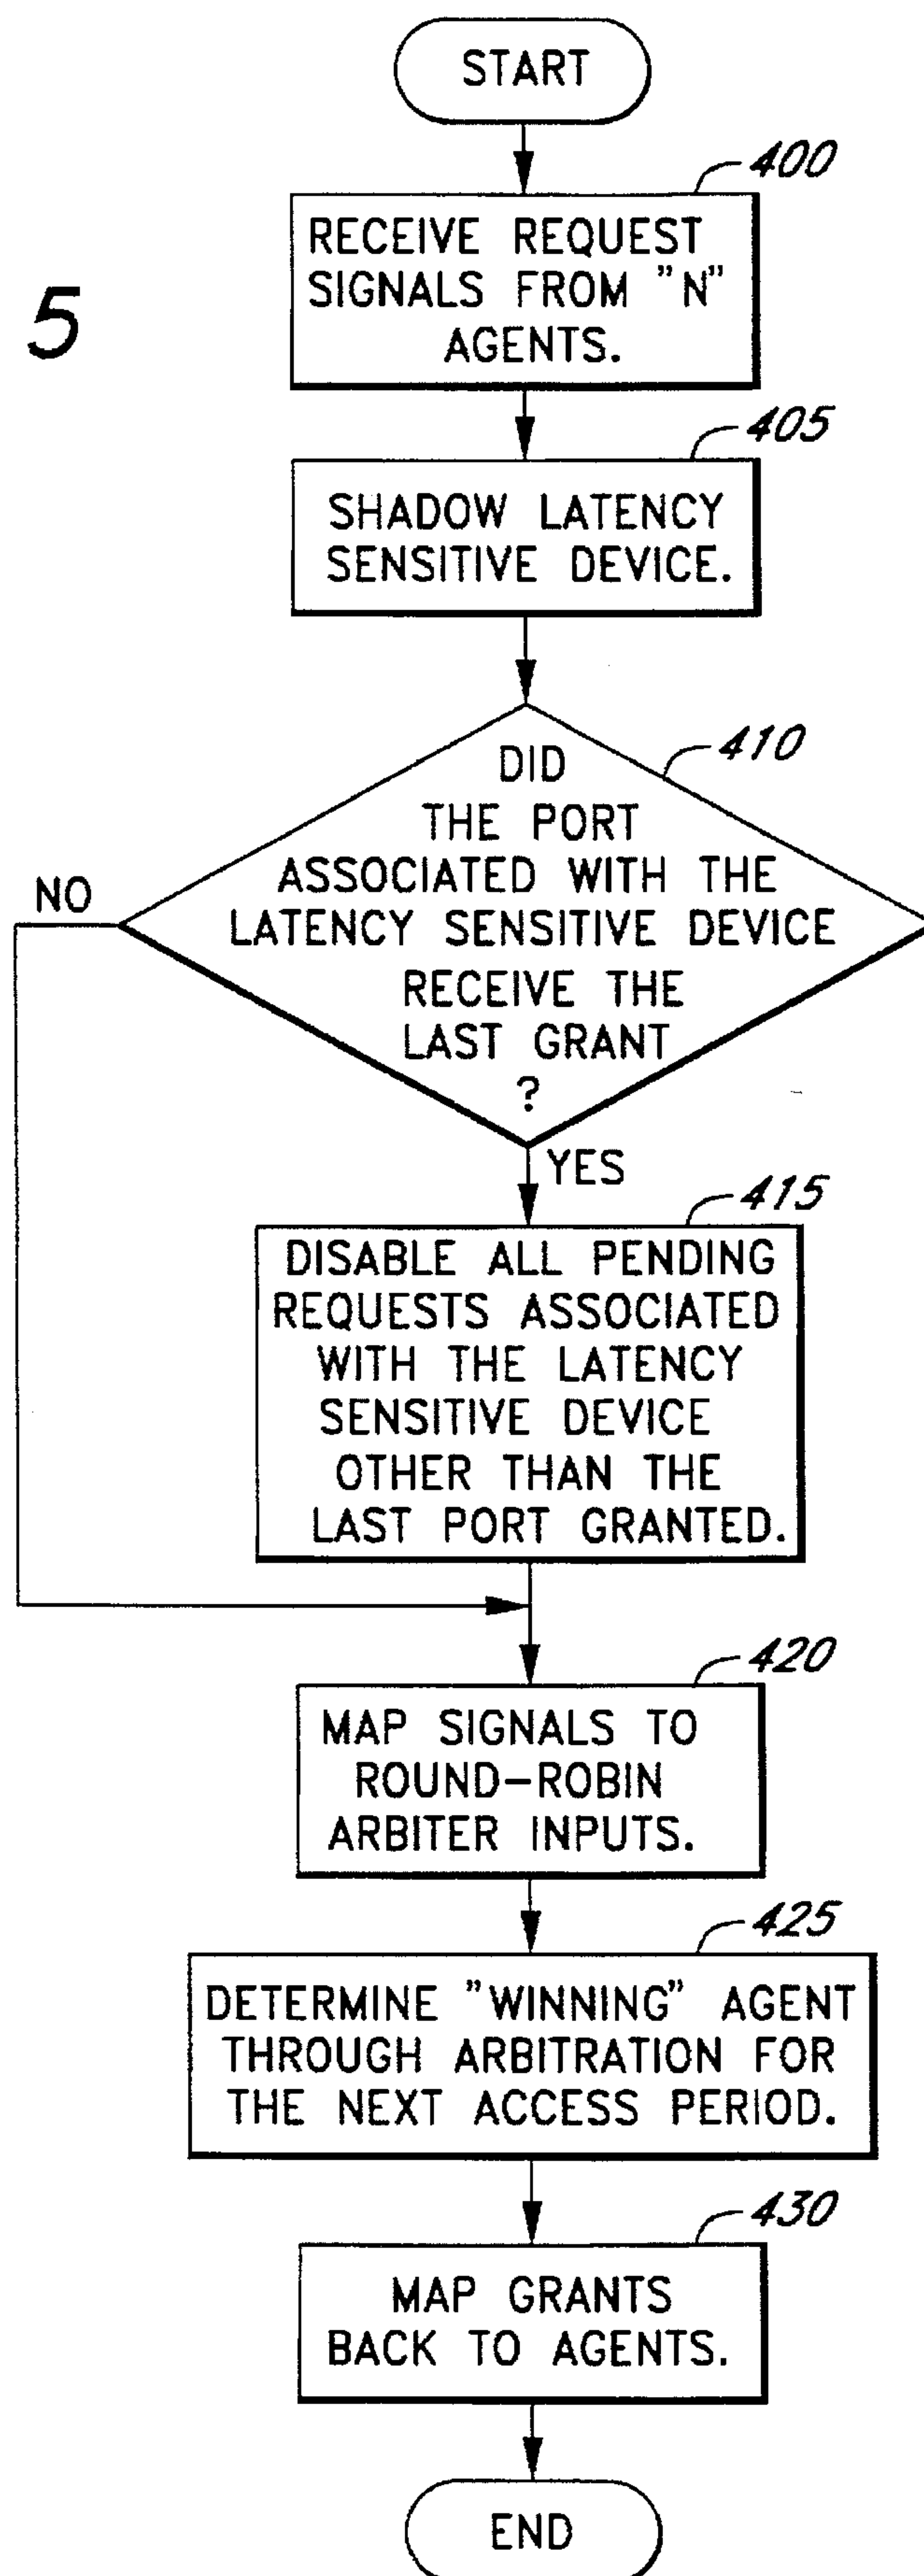 START
400
RECEIVE REQUEST
SIGNALS FROM "N"
AGENTS.
5
405
SHADOW LATENCY
SENSITIVE DEVICE.
410
DID
THE PORT
ASSOCIATED WITH THE
LATENCY SENSITIVE DEVICE
RECEIVE THE
LAST GRANT
?
NO
YES
415
DISABLE ALL PENDING
REQUESTS ASSOCIATED
WITH THE LATENCY
SENSITIVE DEVICE
OTHER THAN THE
LAST PORT GRANTED.
420
MAP SIGNALS TO
ROUND-ROBIN
ARBITER INPUTS.
425
DETERMINE "WINNING" AGENT
THROUGH ARBITRATION FOR
THE NEXT ACCESS PERIOD.
430
MAP GRANTS
BACK TO AGENTS.
END